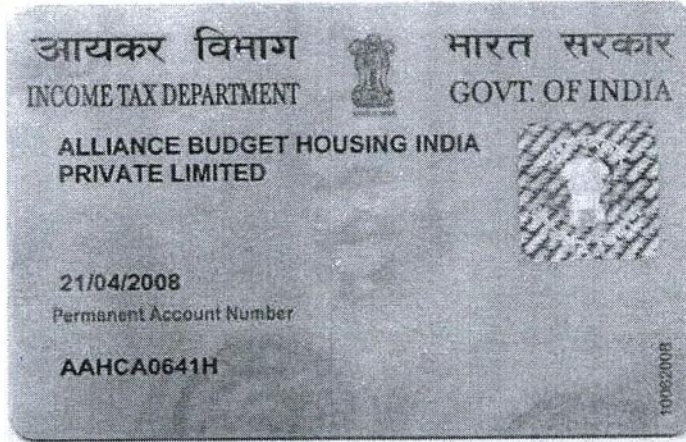 आयकर विभाग
INCOME TAX DEPARTMENT
भारत सरकार
GOVT. OF INDIA
ALLIANCE BUDGET HOUSING INDIA
PRIVATE LIMITED
21/04/2008
Permanent Account Number
AAHCA0641H
10062008